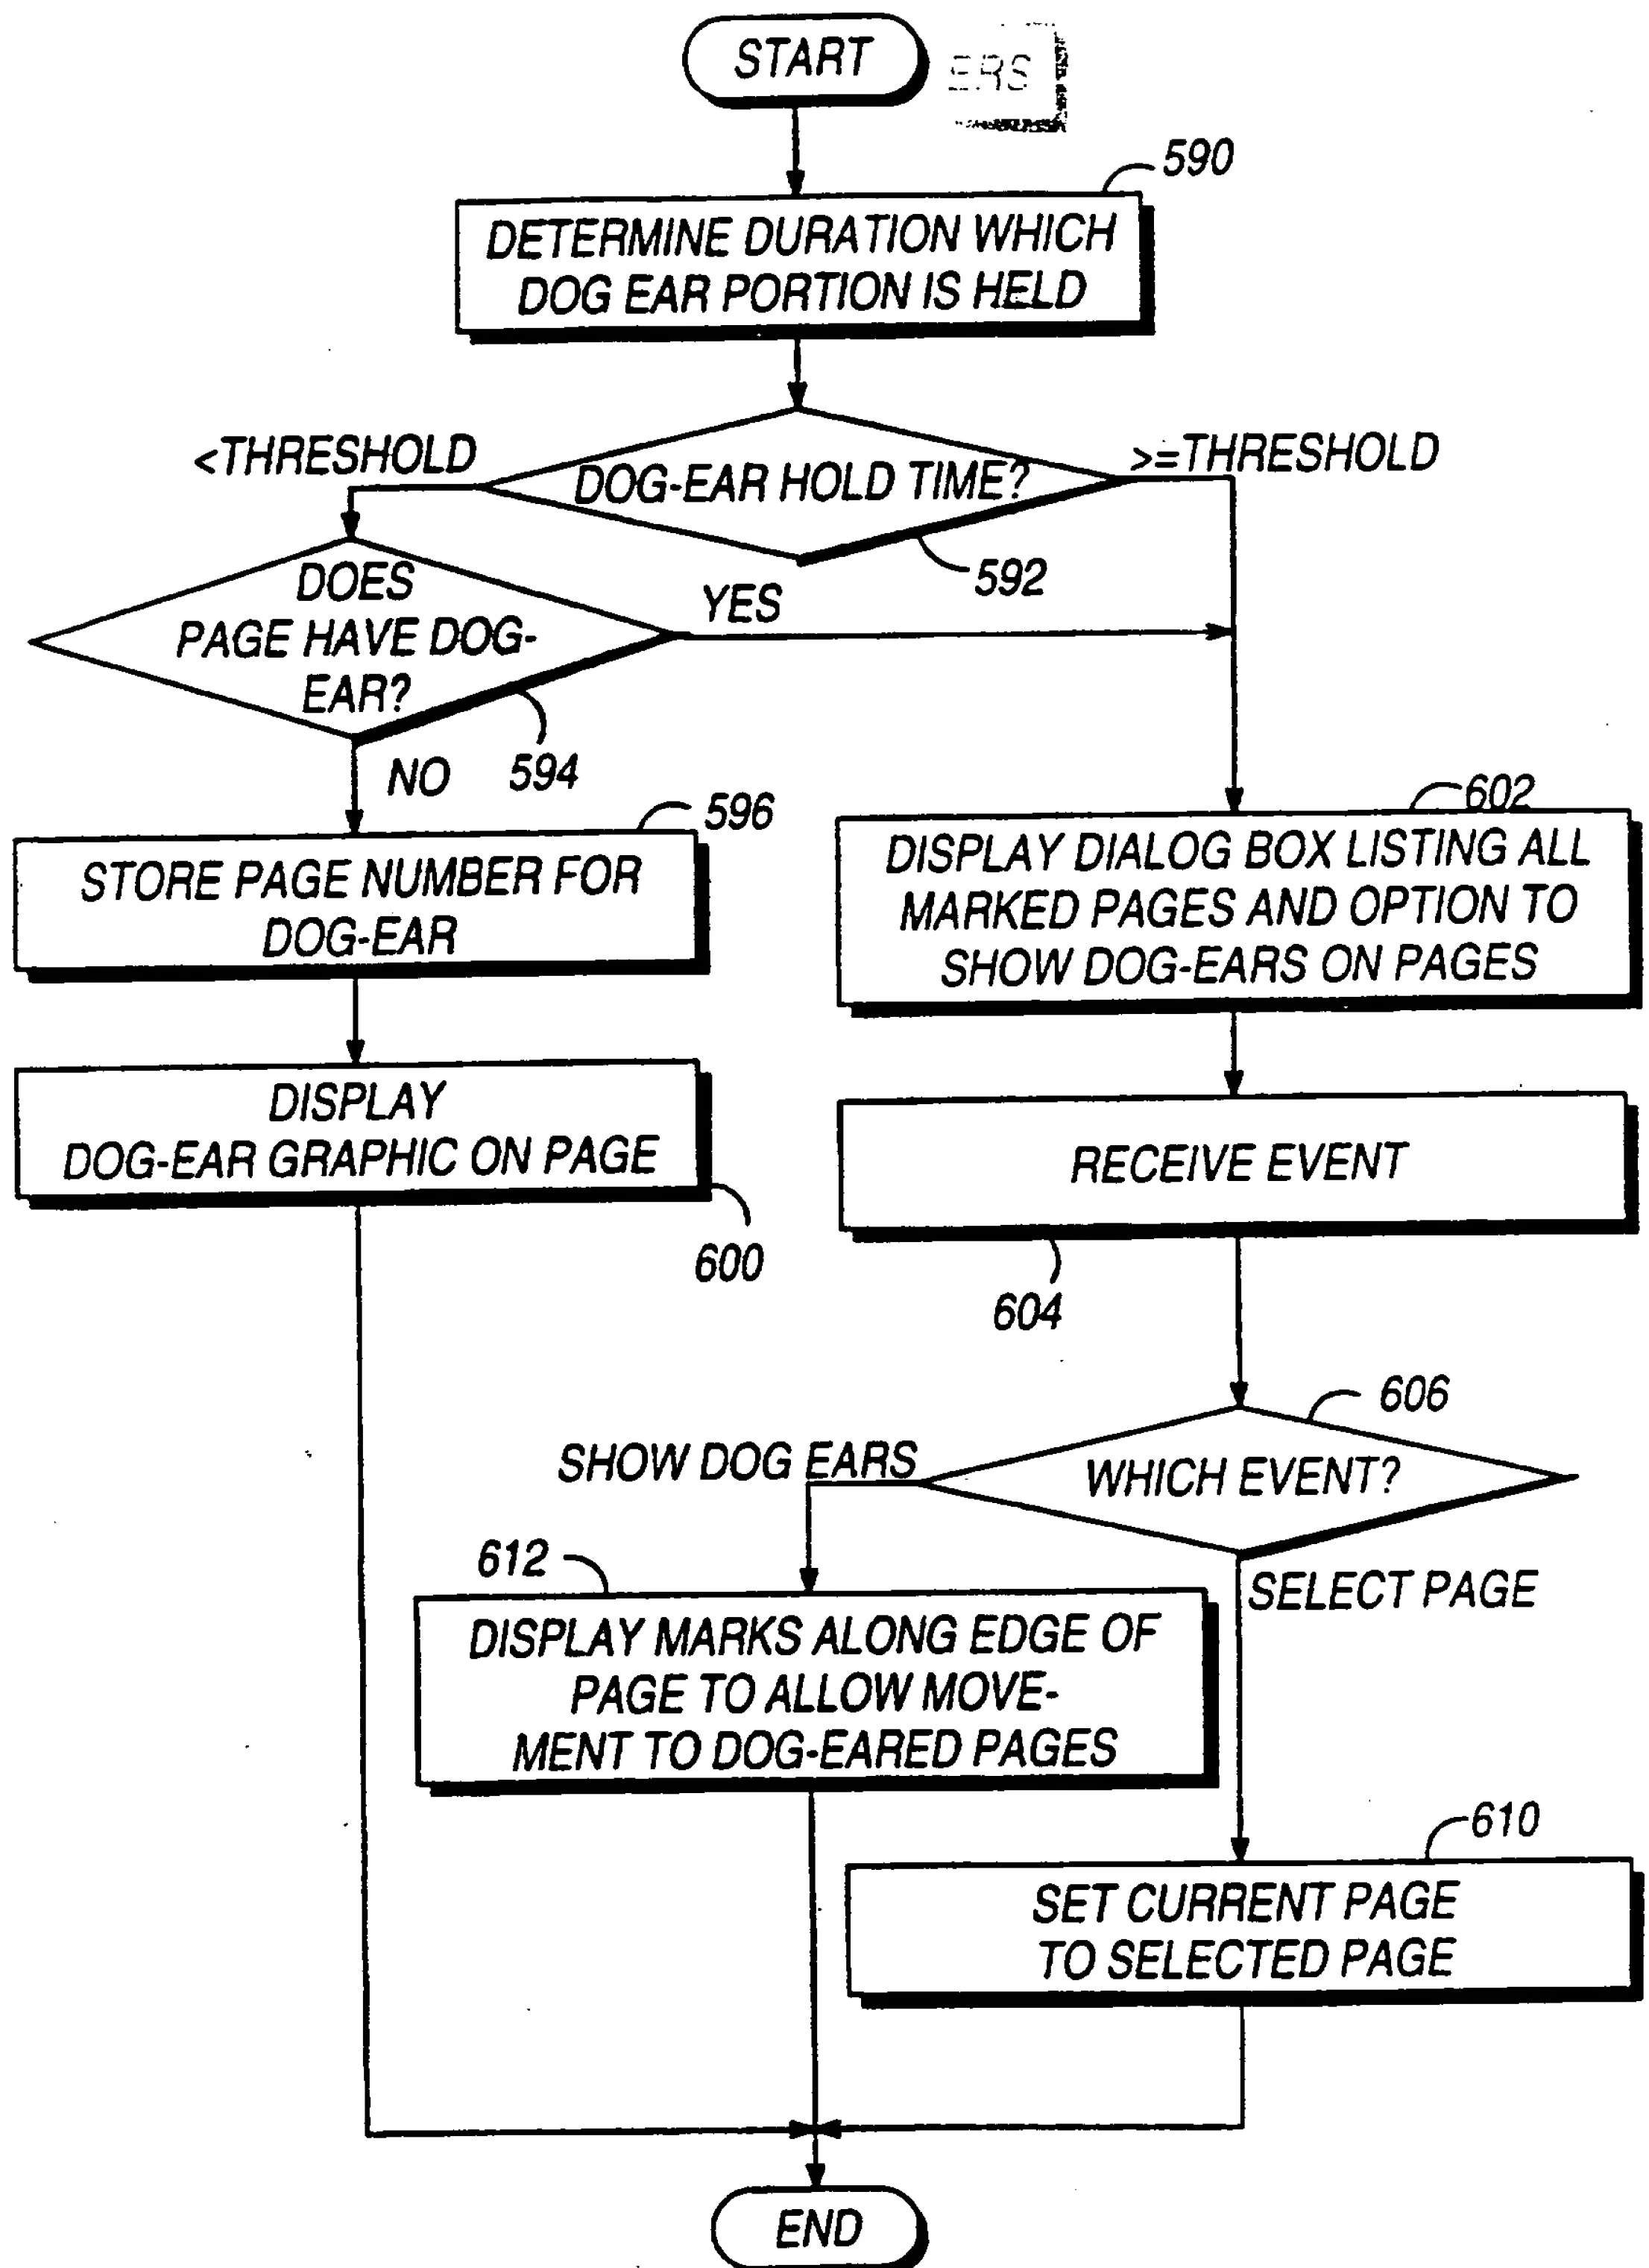 START
ERS
590
DETERMINE DURATION WHICH
DOG EAR PORTION IS HELD
<THRESHOLD
DOG-EAR HOLD TIME?
>=THRESHOLD
592
DOES
PAGE HAVE DOG-
EAR?
YES
594
NO
596
STORE PAGE NUMBER FOR
DOG-EAR
602
DISPLAY DIALOG BOX LISTING ALL
MARKED PAGES AND OPTION TO
SHOW DOG-EARS ON PAGES
DISPLAY
DOG-EAR GRAPHIC ON PAGE
600
RECEIVE EVENT
604
606
WHICH EVENT?
SHOW DOG EARS
SELECT PAGE
612
DISPLAY MARKS ALONG EDGE OF
PAGE TO ALLOW MOVE-
MENT TO DOG-EARED PAGES
610
SET CURRENT PAGE
TO SELECTED PAGE
END